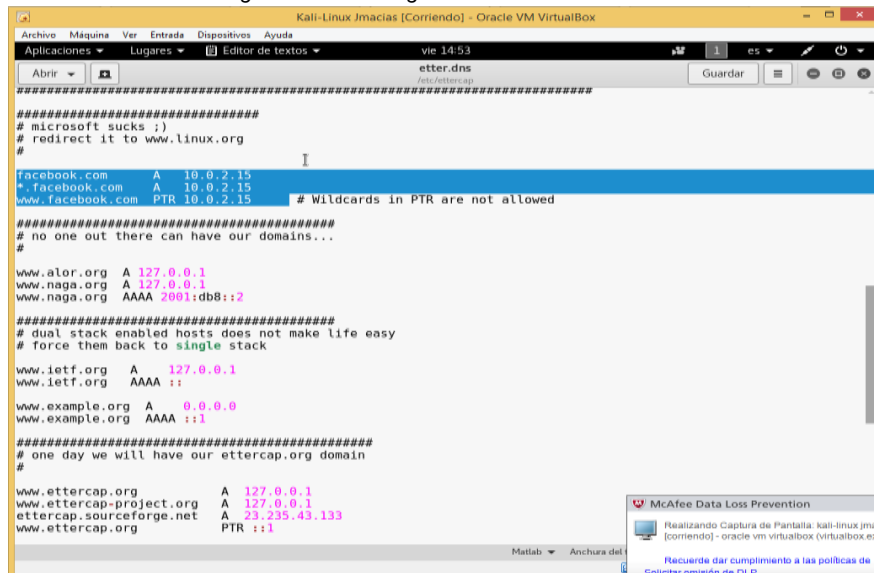 Kali-Linux Jmacias [Corriendo] - Oracle VM VirtualBox
Archivo Máquina Ver Entrada Dispositivos Ayuda
Aplicaciones Lugares Editor de textos vie 14:53 1 es
Abrir etter.dns Guardar
/etc/ettercap
############################################################################################
################################
# microsoft sucks ;)
# redirect it to www.linux.org
#
facebook.com A 10.0.2.15
*.facebook.com A 10.0.2.15
www.facebook.com PTR 10.0.2.15 # Wildcards in PTR are not allowed
##########################################
# no one out there can have our domains...
#
www.alor.org A 127.0.0.1
www.naga.org A 127.0.0.1
www.naga.org AAAA 2001:db8::2
##########################################
# dual stack enabled hosts does not make life easy
# force them back to single stack
www.ietf.org A 127.0.0.1
www.ietf.org AAAA ::
www.example.org A 0.0.0.0
www.example.org AAAA ::1
###############################################
# one day we will have our ettercap.org domain
#
www.ettercap.org A 127.0.0.1
www.ettercap-project.org A 127.0.0.1
ettercap.sourceforge.net A 23.235.43.133
www.ettercap.org PTR ::1
Matlab Anchura del
McAfee Data Loss Prevention
Realizando Captura de Pantalla: kali-linux jma
[corriendo] - oracle vm virtualbox (virtualbox.ex
Recuerde dar cumplimiento a las políticas de
Solicitar omisión de DLP